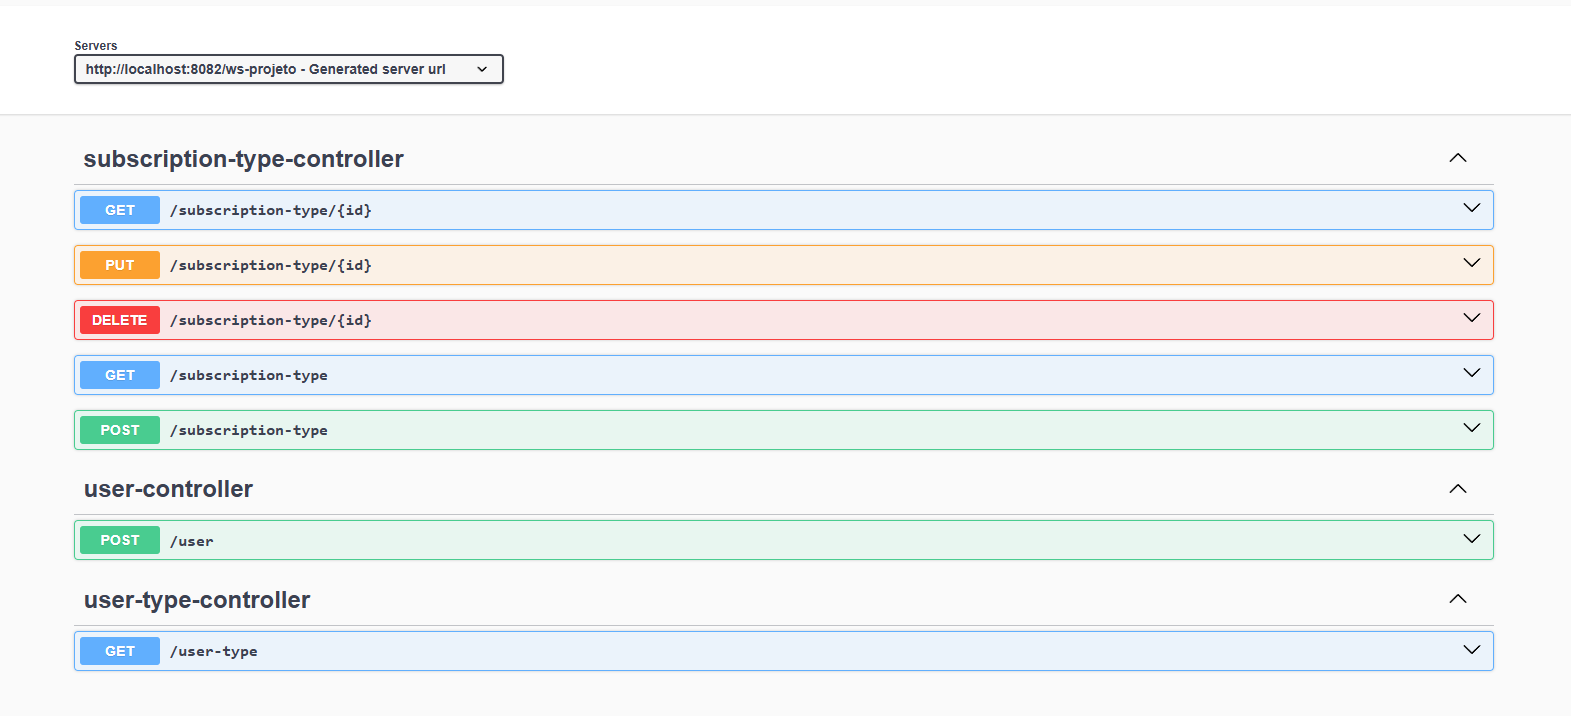 Servers
http://localhost:8082/ws-projeto - Generated server url
subscription-type-controller
GET /subscription-type/{id}
PUT /subscription-type/{id}
DELETE /subscription-type/{id}
GET /subscription-type
POST /subscription-type
user-controller
POST /user
user-type-controller
GET /user-type